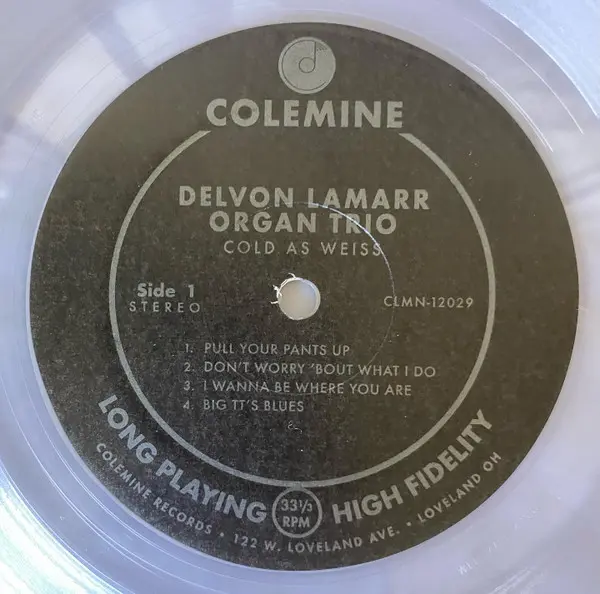 COLEMINE
DELVON LAMARR
ORGAN TRIO
COLD AS WEISS
Side 1
STEREO
CLMN-12029
1. PULL YOUR PANTS UP
2. DON'T WORRY 'BOUT WHAT I DO
3. I WANNA BE WHERE YOU ARE
4. BIG TT'S BLUES
LONG PLAYING
33⅓
RPM
HIGH FIDELITY
COLEMINE RECORDS • 122 W. LOVELAND AVE. • LOVELAND OH